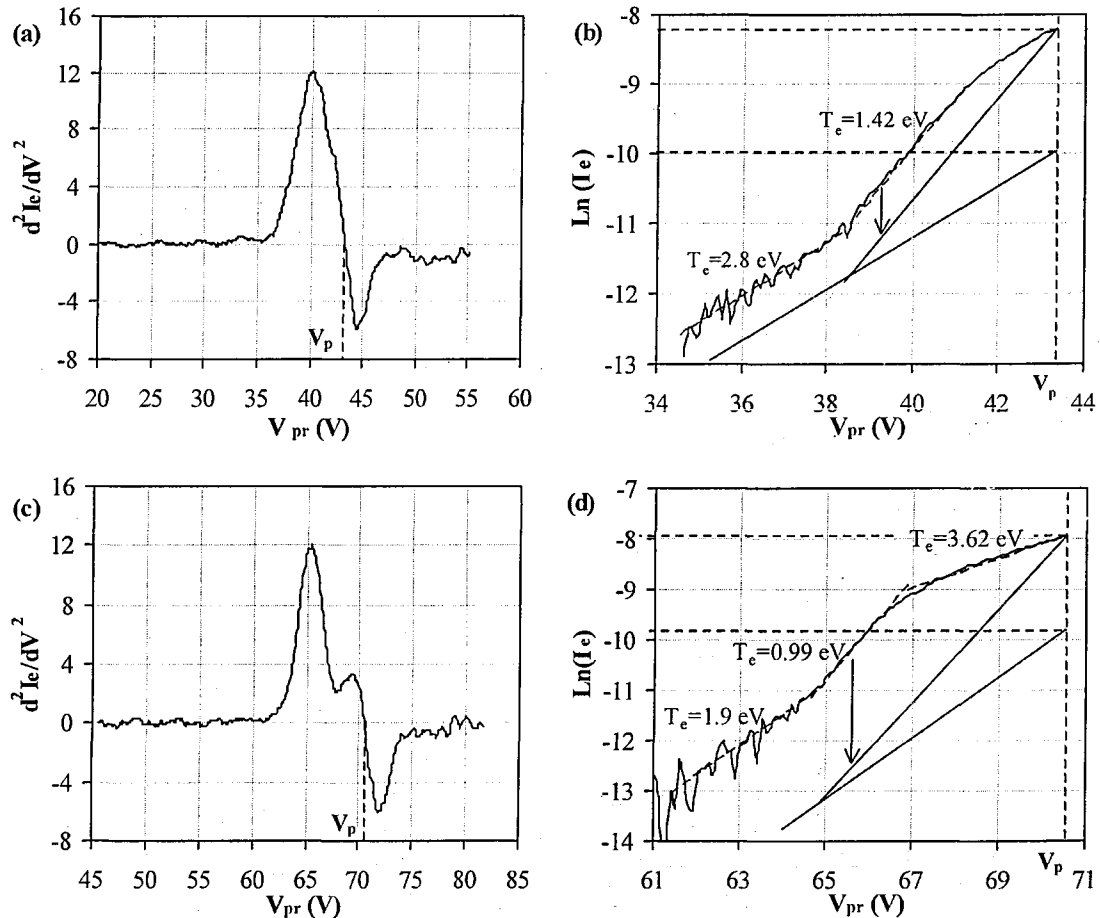 (a)
d²Iₑ/dV²
16
12
8
4
0
-4
-8
Vₚ
20 25 30 35 40 45 50 55 60
V pr (V)
(b)
Ln (I e)
-8
-9
-10
-11
-12
-13
Tₑ=1.42 eV
Tₑ=2.8 eV
34 36 38 40 42 44
Vₚ
Vpr (V)
(c)
d²Iₑ/dV²
16
12
8
4
0
-4
-8
Vₚ
45 50 55 60 65 70 75 80 85
Vpr (V)
(d)
Ln(I e)
-7
-8
-9
-10
-11
-12
-13
-14
Tₑ=3.62 eV
Tₑ=0.99 eV
Tₑ=1.9 eV
61 63 65 67 69 71
Vₚ
Vpr (V)